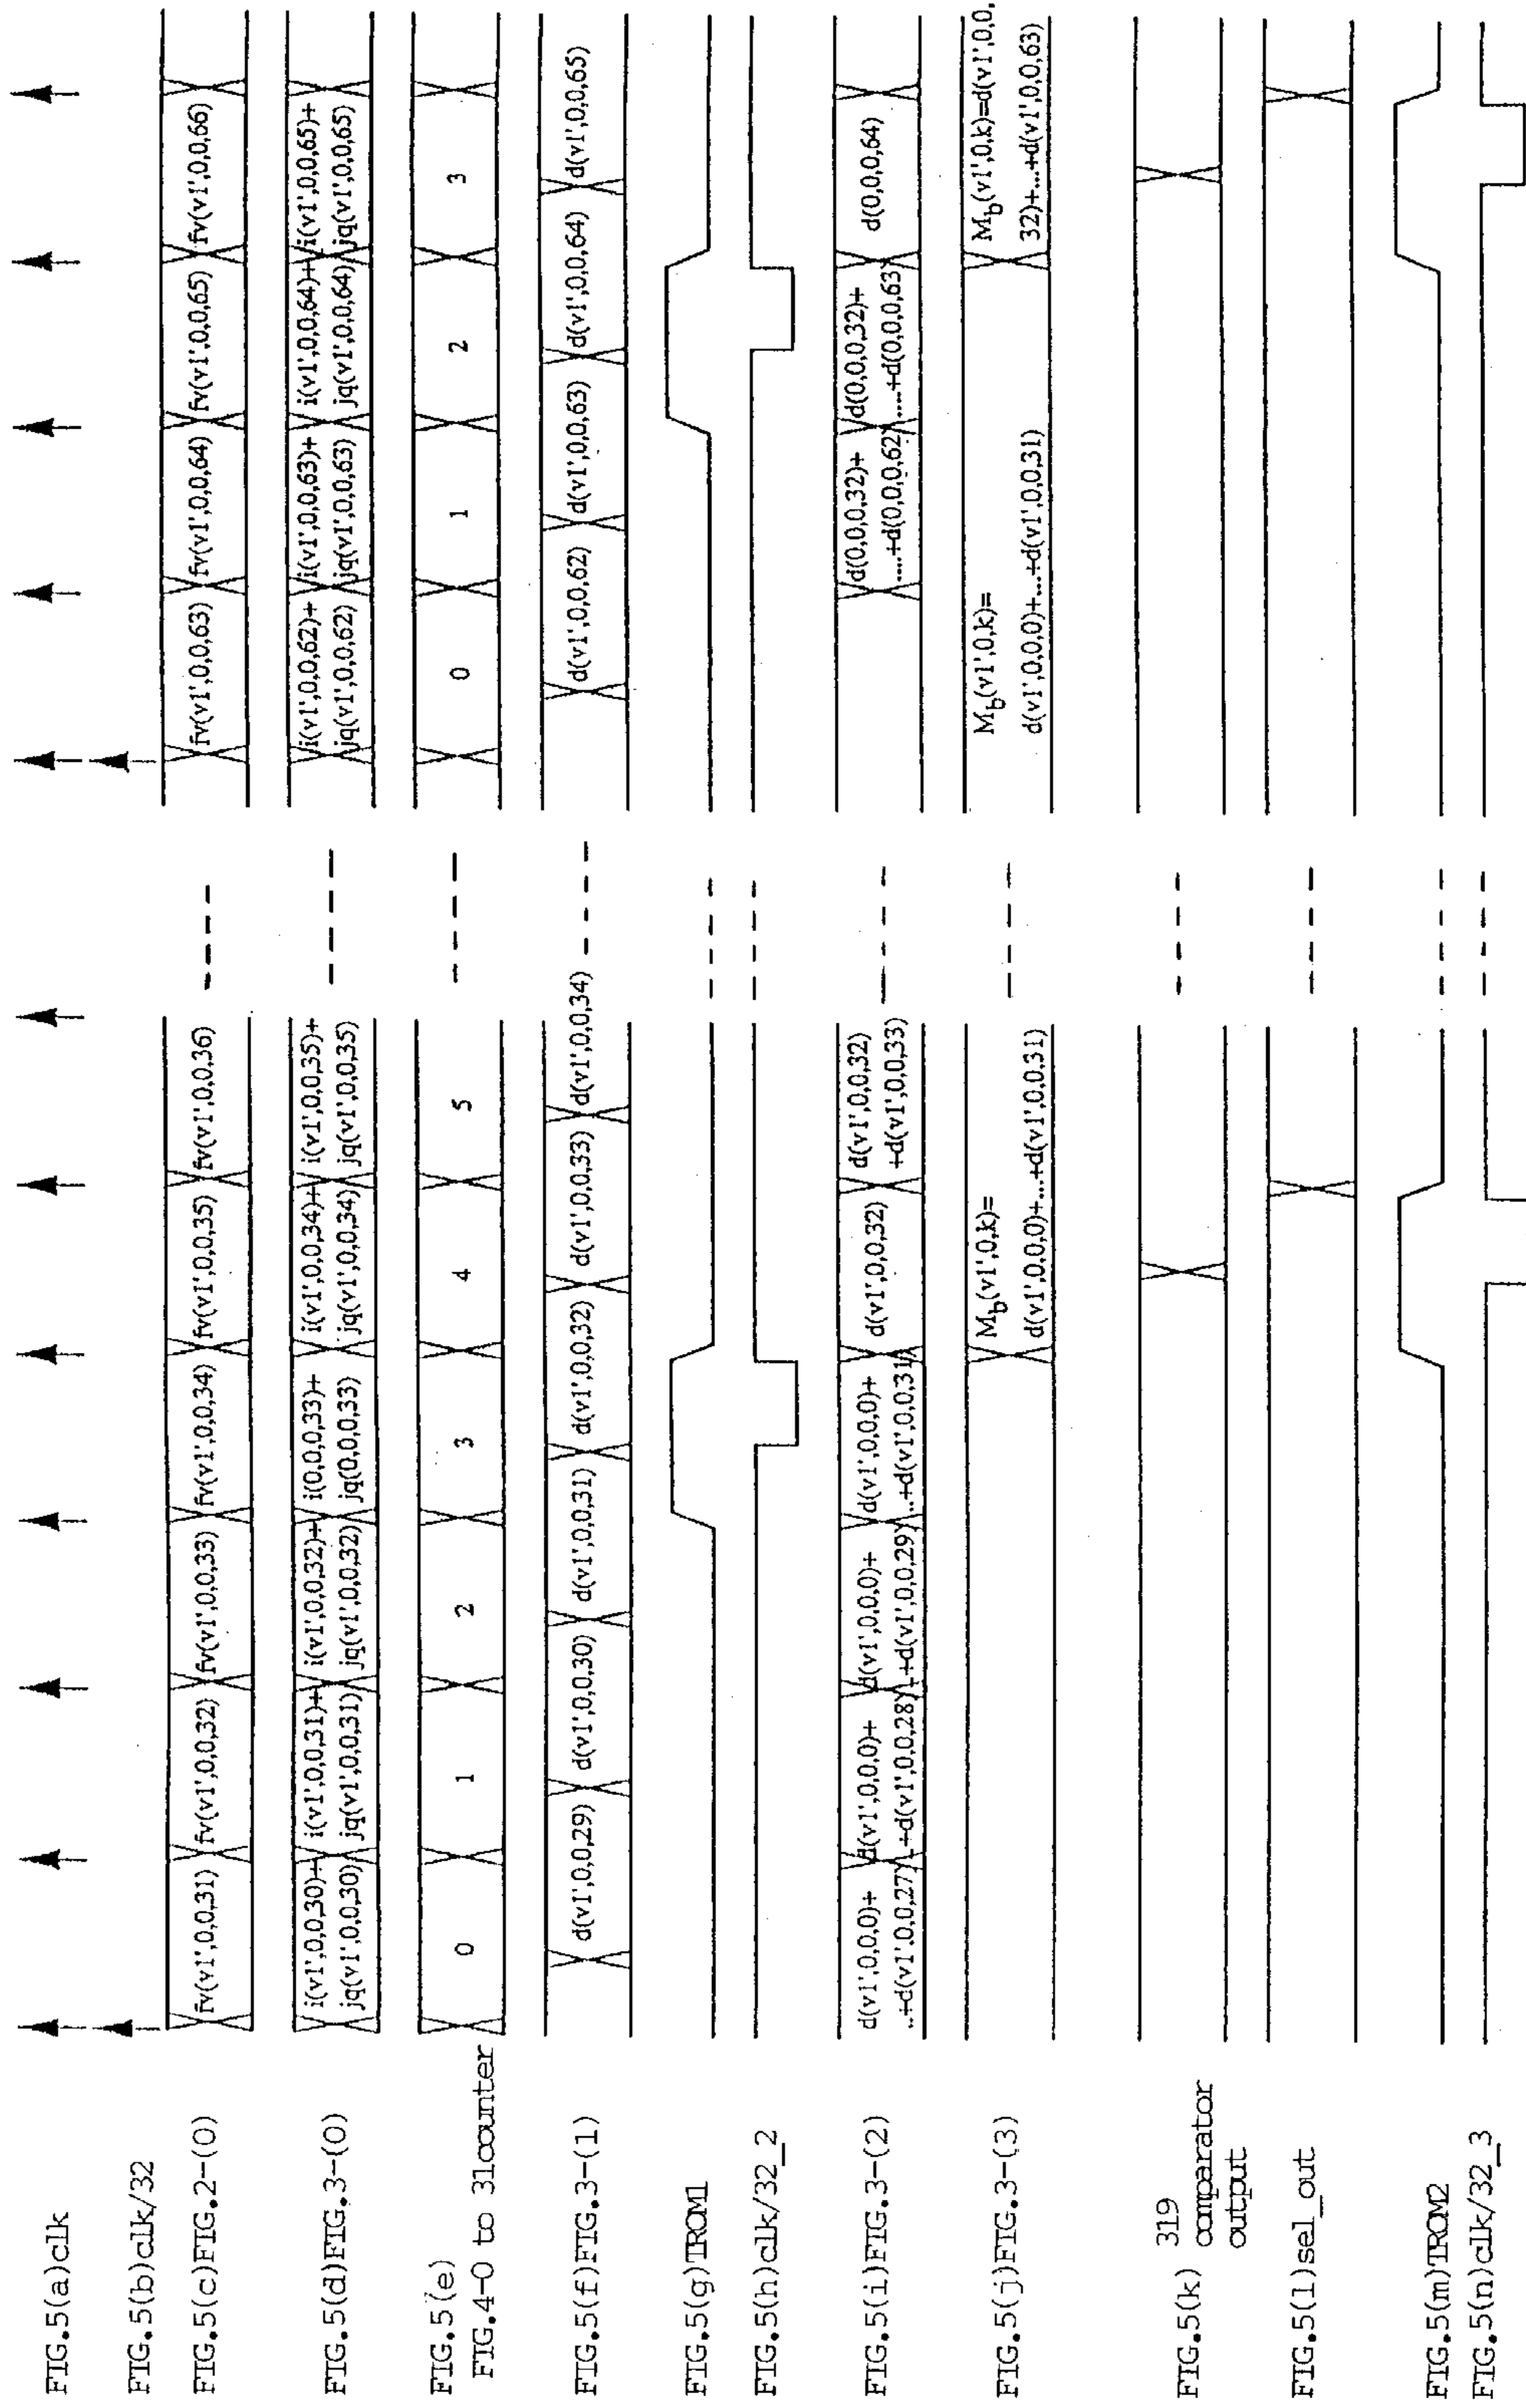 FIG.5(a)clk
FIG.5(b)clk/32
FIG.5(c)FIG.2-(0)
fv(v1',0,0,31) fv(v1',0,0,32) fv(v1',0,0,33) fv(v1',0,0,34) fv(v1',0,0,35) fv(v1',0,0,36) fv(v1',0,0,63) fv(v1',0,0,64) fv(v1',0,0,65) fv(v1',0,0,66)
FIG.5(d)FIG.3-(0)
i(v1',0,0,30)+ i(v1',0,0,31)+ i(v1',0,0,32)+ i(0,0,0,33)+ i(v1',0,0,34)+ i(v1',0,0,35)+ i(v1',0,0,62)+ i(v1',0,0,63)+ i(v1',0,0,64)+ i(v1',0,0,65)+
jq(v1',0,0,30) jq(v1',0,0,31) jq(v1',0,0,32) jq(0,0,0,33) jq(v1',0,0,34) jq(v1',0,0,35) jq(v1',0,0,62) jq(v1',0,0,63) jq(v1',0,0,64) jq(v1',0,0,65)
FIG.5(e)
FIG.4-0 to 31counter
0 1 2 3 4 5 0 1 2 3
FIG.5(f)FIG.3-(1)
d(v1',0,0,29) d(v1',0,0,30) d(v1',0,0,31) d(v1',0,0,32) d(v1',0,0,33) d(v1',0,0,34) d(v1',0,0,62) d(v1',0,0,63) d(v1',0,0,64) d(v1',0,0,65)
FIG.5(g)TROM1
FIG.5(h)clk/32_2
FIG.5(i)FIG.3-(2)
d(v1',0,0,0)+ d(v1',0,0,0)+ d(v1',0,0,0)+ d(v1',0,0,0)+ d(v1',0,0,32) d(v1',0,0,32) d(0,0,0,32)+ d(0,0,0,32)+ d(0,0,0,64)
..+d(v1',0,0,27) ..+d(v1',0,0,28) ..+d(v1',0,0,29) ..+d(v1',0,0,31) +d(v1',0,0,33) ....+d(0,0,0,62) ....+d(0,0,0,63)
FIG.5(j)FIG.3-(3)
Mb(v1',0,k)= Mb(v1',0,k)= Mb(v1',0,k)=d(v1',0,0,
d(v1',0,0,0)+...+d(v1',0,0,31) d(v1',0,0,0)+...+d(v1',0,0,31) 32)+...+d(v1',0,0,63)
FIG.5(k) 319
comparator
output
FIG.5(l)sel_out
FIG.5(m)TROM2
FIG.5(n)clk/32_3